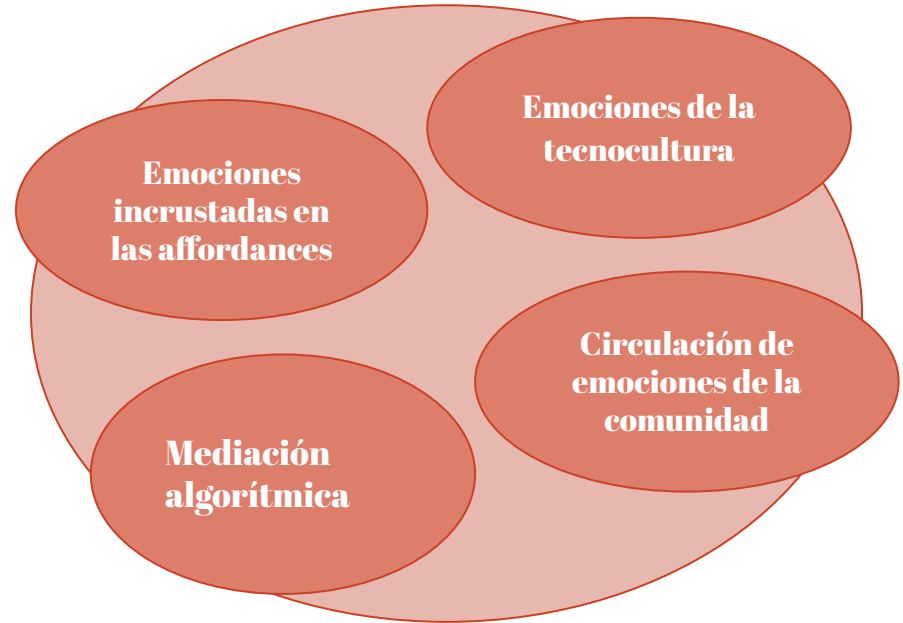 Emociones de la
tecnocultura
Emociones
incrustadas en
las affordances
Circulación de
emociones de la
comunidad
Mediación
algorítmica